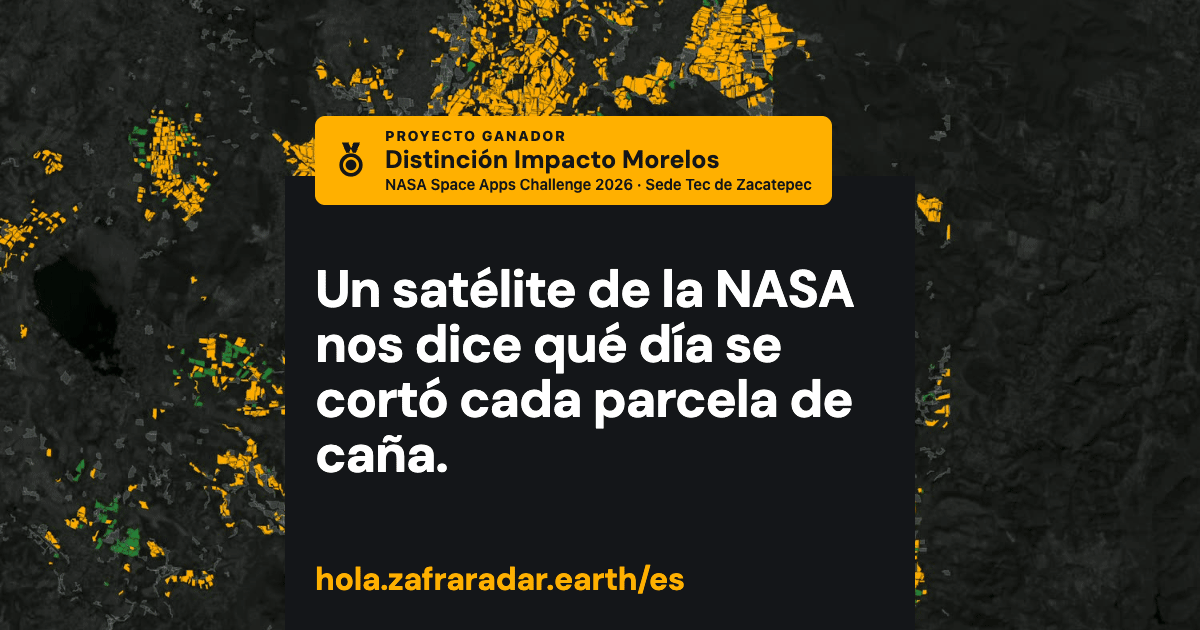 PROYECTO GANADOR
Distinción Impacto Morelos
NASA Space Apps Challenge 2026 · Sede Tec de Zacatepec
Un satélite de la NASA
nos dice qué día se
cortó cada parcela de
caña.
hola.zafraradar.earth/es